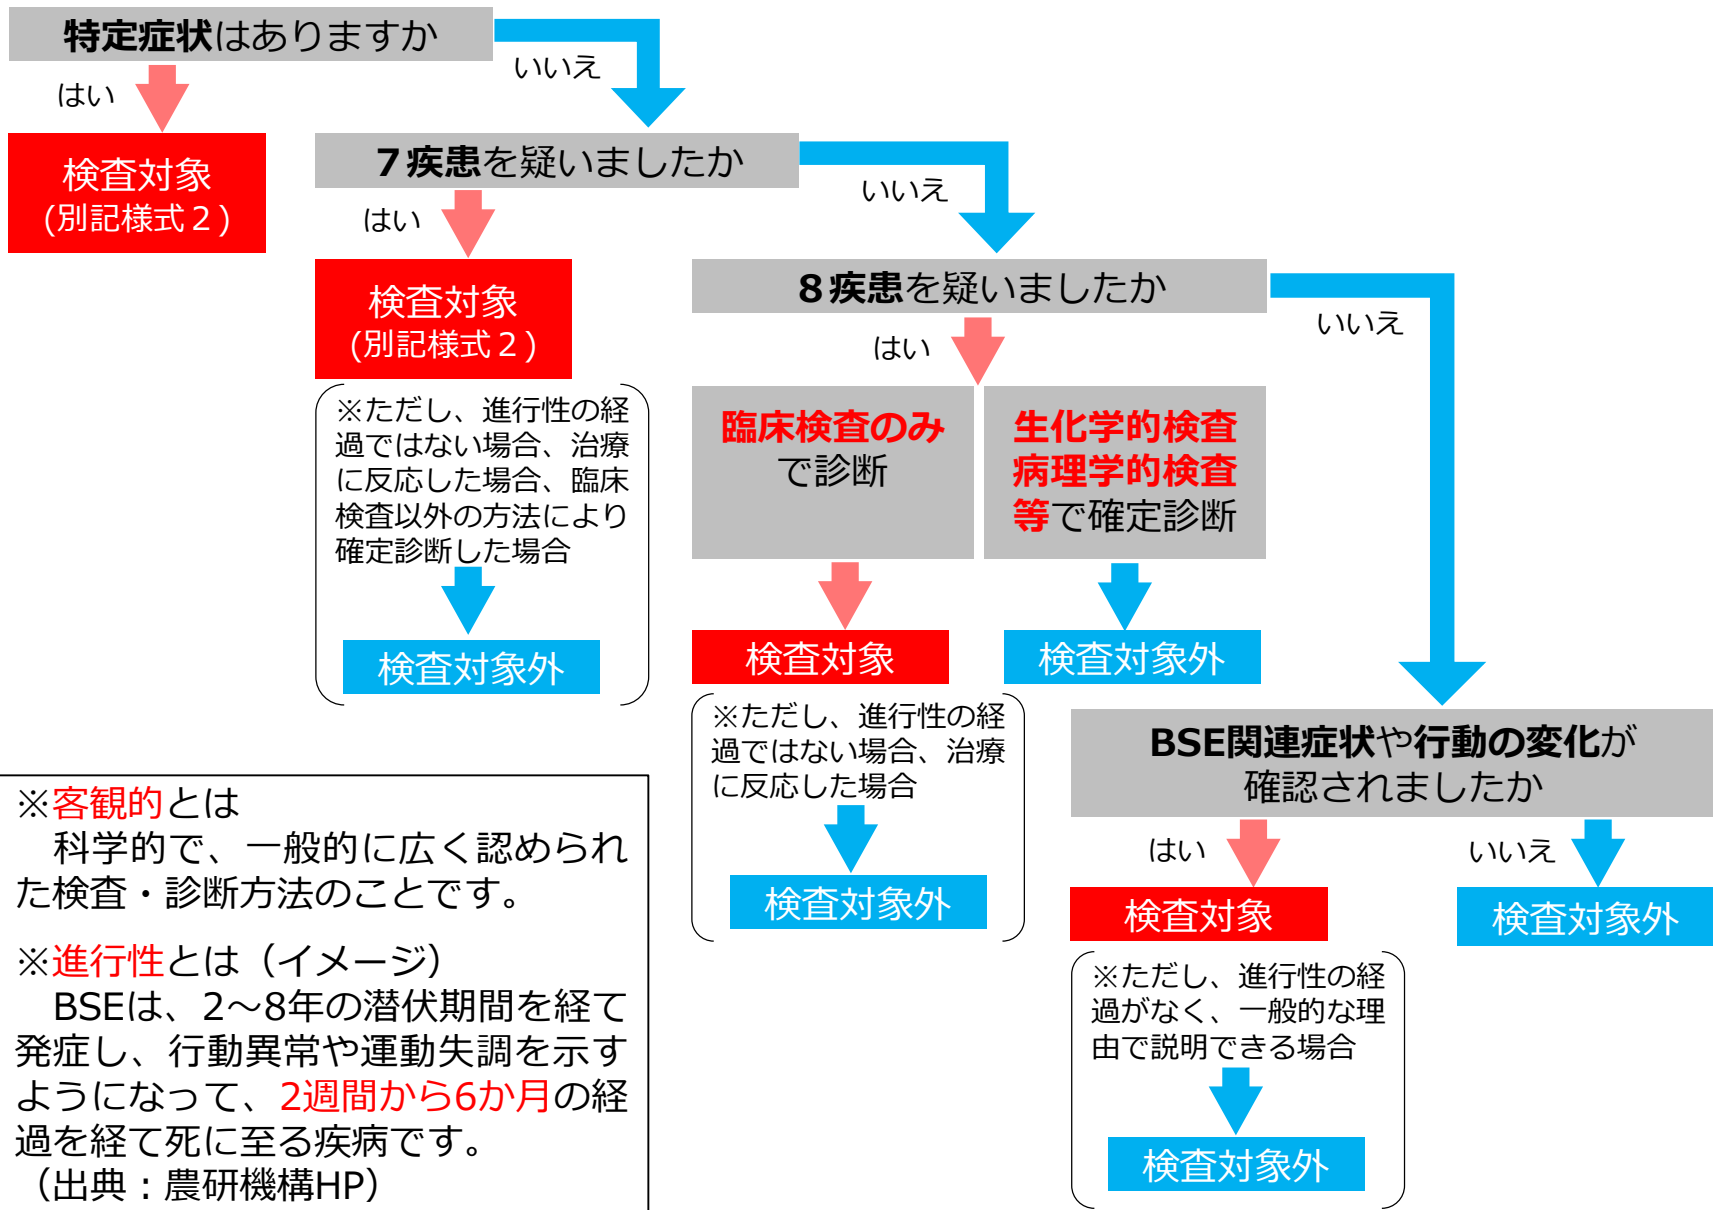 特定症状はありますか
いいえ
はい
検査対象
(別記様式２)
７疾患を疑いましたか
いいえ
はい
検査対象
(別記様式２)
※ただし、進行性の経
過ではない場合、治療
に反応した場合、臨床
検査以外の方法により
確定診断した場合
検査対象外
８疾患を疑いましたか
いいえ
はい
臨床検査のみ
で診断
生化学的検査
病理学的検査
等で確定診断
検査対象
検査対象外
※ただし、進行性の経
過ではない場合、治療
に反応した場合
検査対象外
BSE関連症状や行動の変化が
確認されましたか
はい
いいえ
検査対象
検査対象外
※ただし、進行性の経
過がなく、一般的な理
由で説明できる場合
検査対象外
※客観的とは
科学的で、一般的に広く認められ
た検査・診断方法のことです。
※進行性とは（イメージ）
BSEは、2～8年の潜伏期間を経て
発症し、行動異常や運動失調を示す
ようになって、2週間から6か月の経
過を経て死に至る疾病です。
（出典：農研機構HP）